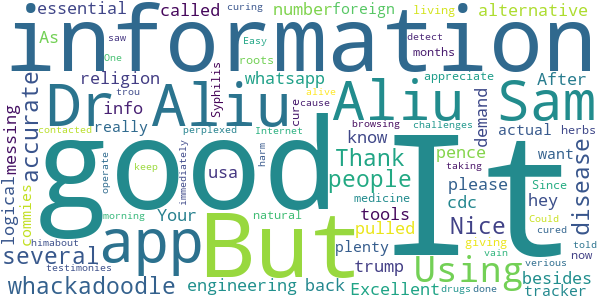 essential called numberforeign curing living alternative
As saw Easy detect
information
One roots months
religion whatsapp After
Dr Aliu Aliu Sam
trou Syphilis cure alive cause appreciate
messing accurate info
contacted perplexed Internet browsing challenges demand actual herbs
really
good It
know want
Thank pence Since
logical commies operate immediately usa harm people medicine taking please cdc hey disease
But
keep
app
Your natural tools giving Nice Could
morning pulled vain cured told
several himabout plenty trump Using now
engineering back besides
testimonies verious
whackadoodle Excellent drugs done tracker